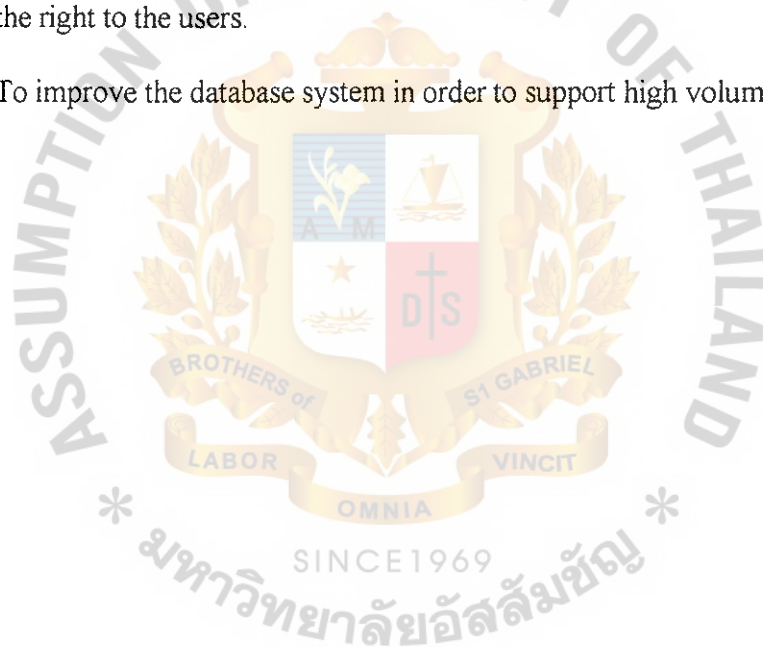 the right to the users.
To improve the database system in order to support high volum
ASSUMPTION
OF THAILAND
A M
D S
BROTHERS of
S1 GABRIEL
LABOR
VINCIT
OMNIA
SINCE1969
มหาวิทยาลัยอัสสัมชัญ